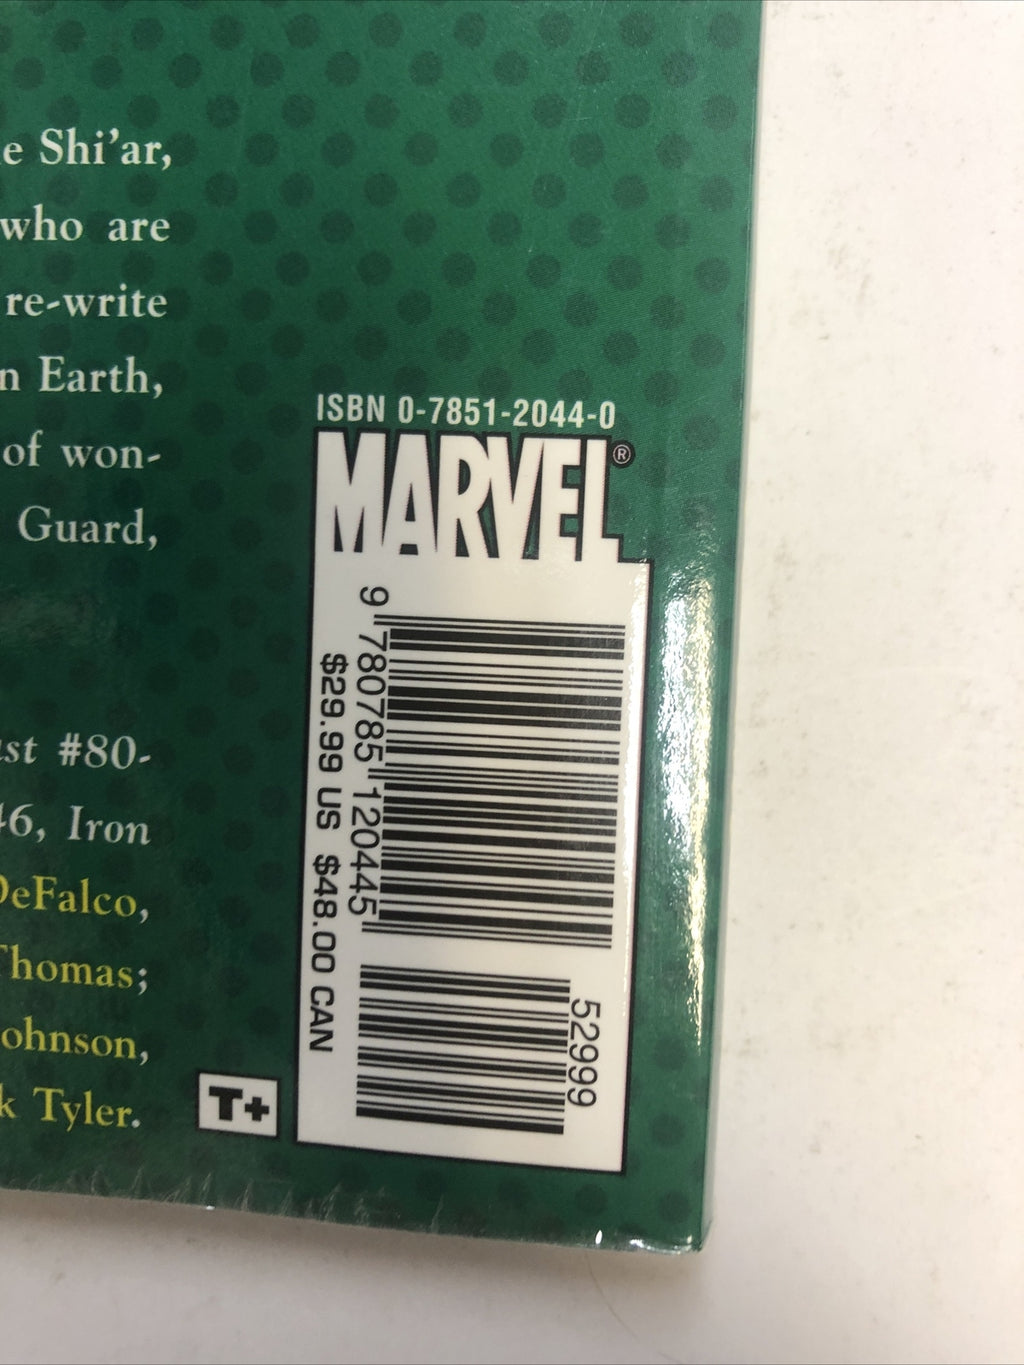 e Shi'ar,
who are
re-write
n Earth,
of won-
Guard,
ust #80-
46, Iron
DeFalco,
Thomas;
ohnson,
k Tyler.
T+
ISBN 0-7851-2044-0
MARVEL®
9 780785 120445
52999
$29.99 US $48.00 CAN